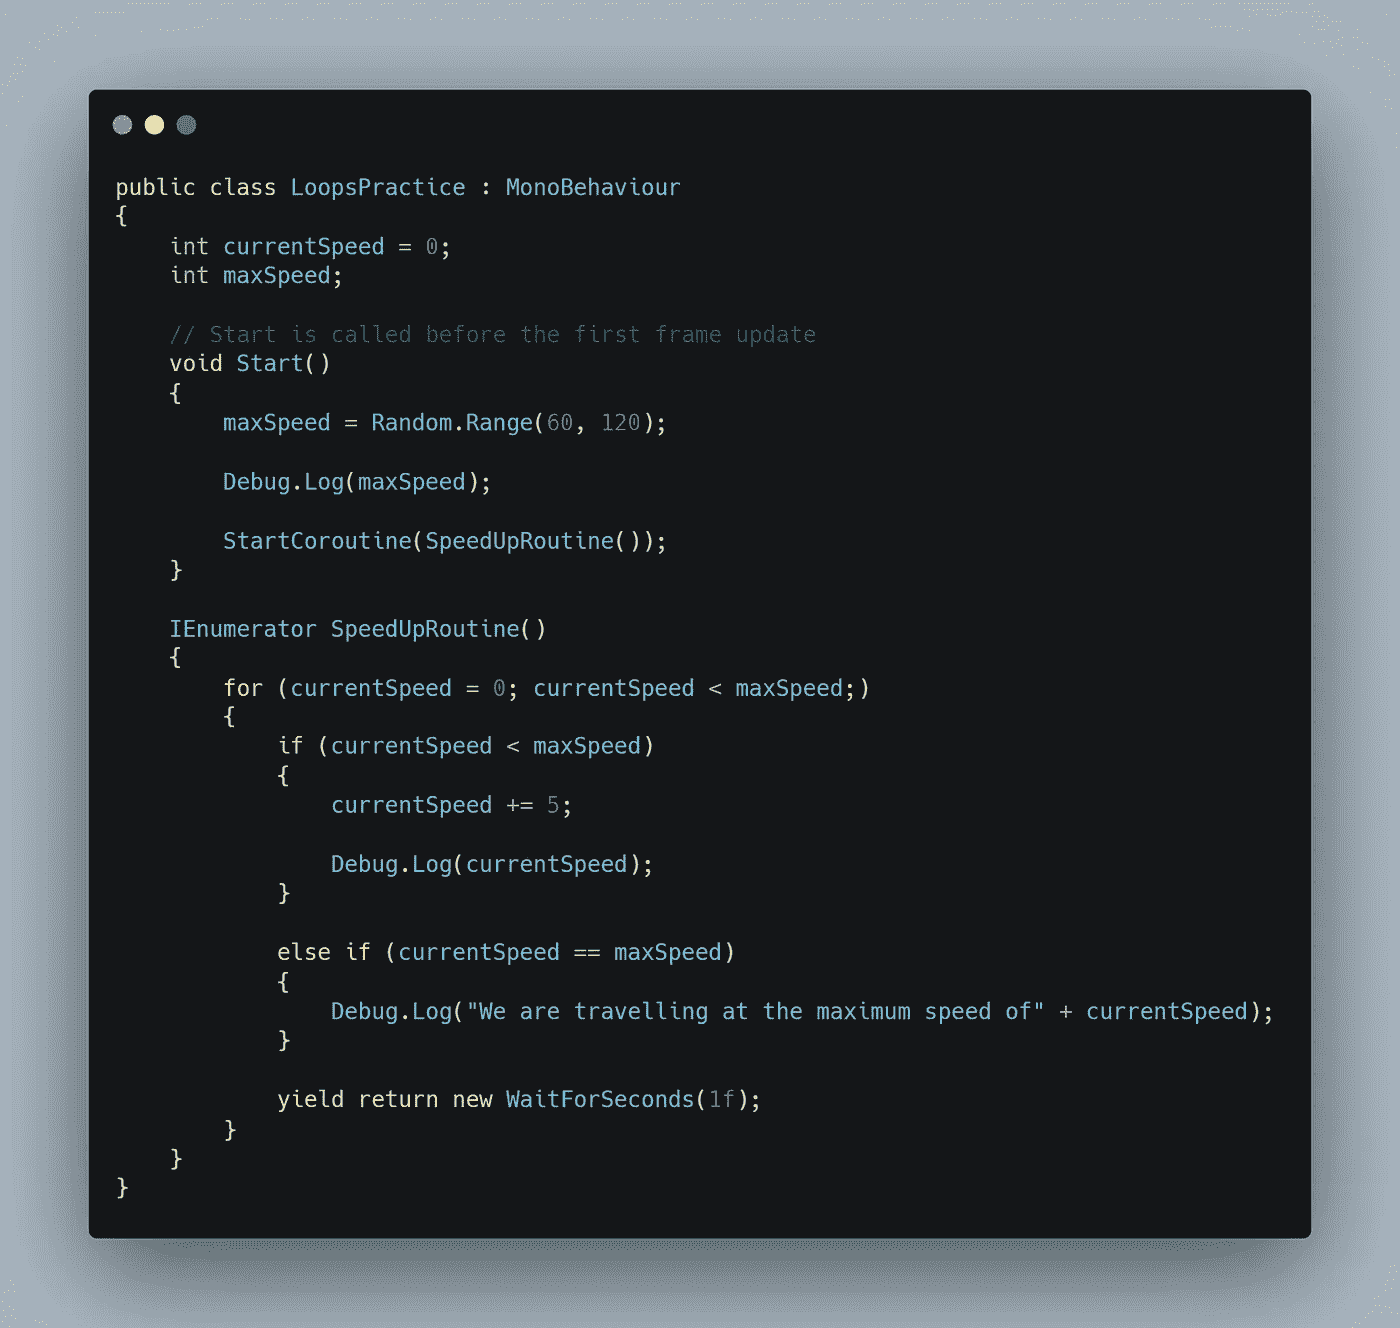 public class LoopsPractice : MonoBehaviour
{
    int currentSpeed = 0;
    int maxSpeed;

    // Start is called before the first frame update
    void Start()
    {
        maxSpeed = Random.Range(60, 120);

        Debug.Log(maxSpeed);

        StartCoroutine(SpeedUpRoutine());
    }

    IEnumerator SpeedUpRoutine()
    {
        for (currentSpeed = 0; currentSpeed < maxSpeed;)
        {
            if (currentSpeed < maxSpeed)
            {
                currentSpeed += 5;

                Debug.Log(currentSpeed);
            }

            else if (currentSpeed == maxSpeed)
            {
                Debug.Log("We are travelling at the maximum speed of" + currentSpeed);
            }

            yield return new WaitForSeconds(1f);
        }
    }
}